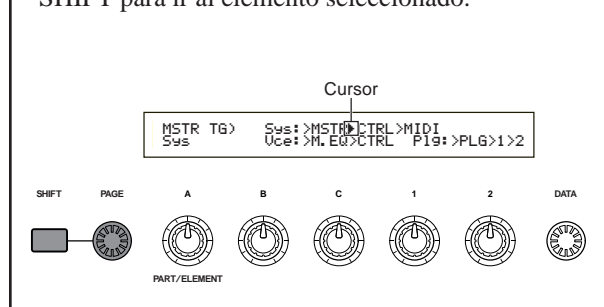 SHIFT para ir al elemento seleccionado.
Cursor
MSTR TG) Sys:>MSTR▶CTRL>MIDI
Sys Vce:>M.EQ>CTRL Plg:>PLG>1>2
SHIFT PAGE A B C 1 2 DATA
PART/ELEMENT